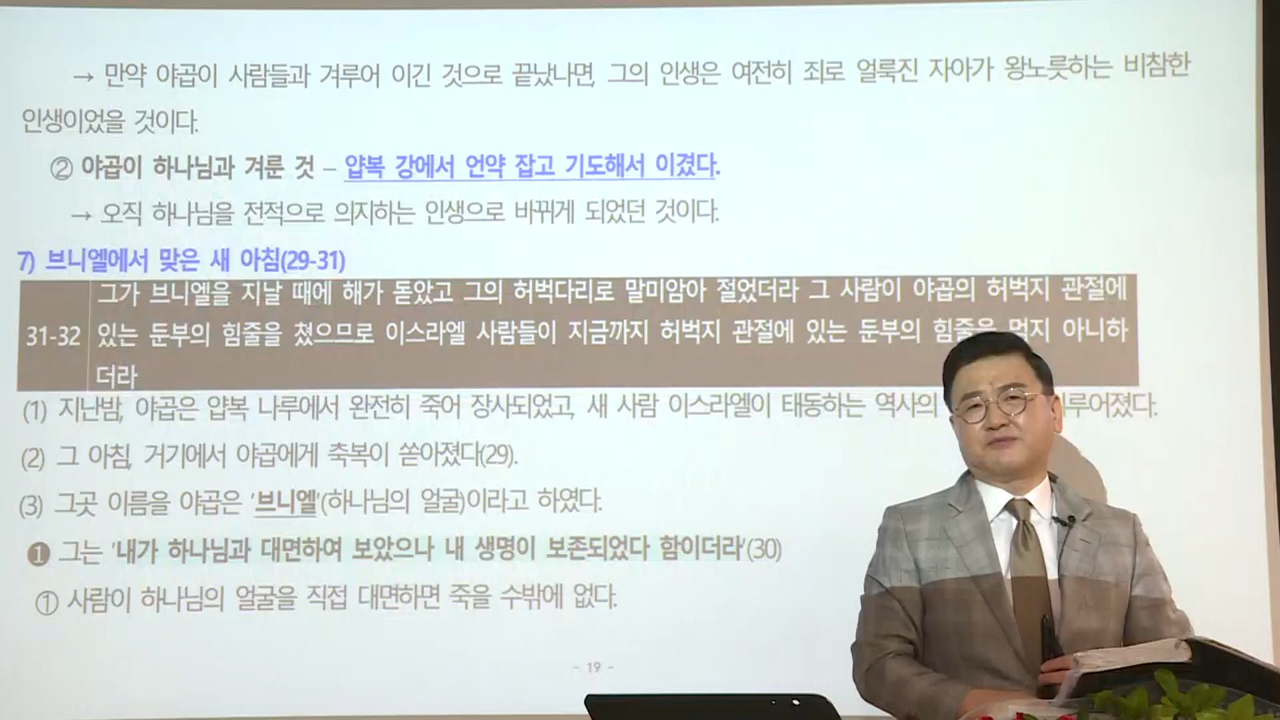 → 만약 야곱이 사람들과 겨루어 이긴 것으로 끝났나면, 그의 인생은 여전히 죄로 얼룩진 자아가 왕노릇하는 비참한
인생이었을 것이다.
② 야곱이 하나님과 겨룬 것 – 얍복 강에서 언약 잡고 기도해서 이겼다.
→ 오직 하나님을 전적으로 의지하는 인생으로 바뀌게 되었던 것이다.
7) 브니엘에서 맞은 새 아침(29-31)
그가 브니엘을 지날 때에 해가 돋았고 그의 허벅다리로 말미암아 절었더라 그 사람이 야곱의 허벅지 관절에
31-32 있는 둔부의 힘줄을 쳤으므로 이스라엘 사람들이 지금까지 허벅지 관절에 있는 둔부의 힘줄을 먹지 아니하
더라
(1) 지난밤, 야곱은 얍복 나루에서 완전히 죽어 장사되었고, 새 사람 이스라엘이 태동하는 역사의
(2) 그 아침, 거기에서 야곱에게 축복이 쏟아졌다(29).
(3) 그곳 이름을 야곱은 '브니엘'(하나님의 얼굴)이라고 하였다.
❶ 그는 '내가 하나님과 대면하여 보았으나 내 생명이 보존되었다 함이더라'(30)
① 사람이 하나님의 얼굴을 직접 대면하면 죽을 수밖에 없다.
- 19 -